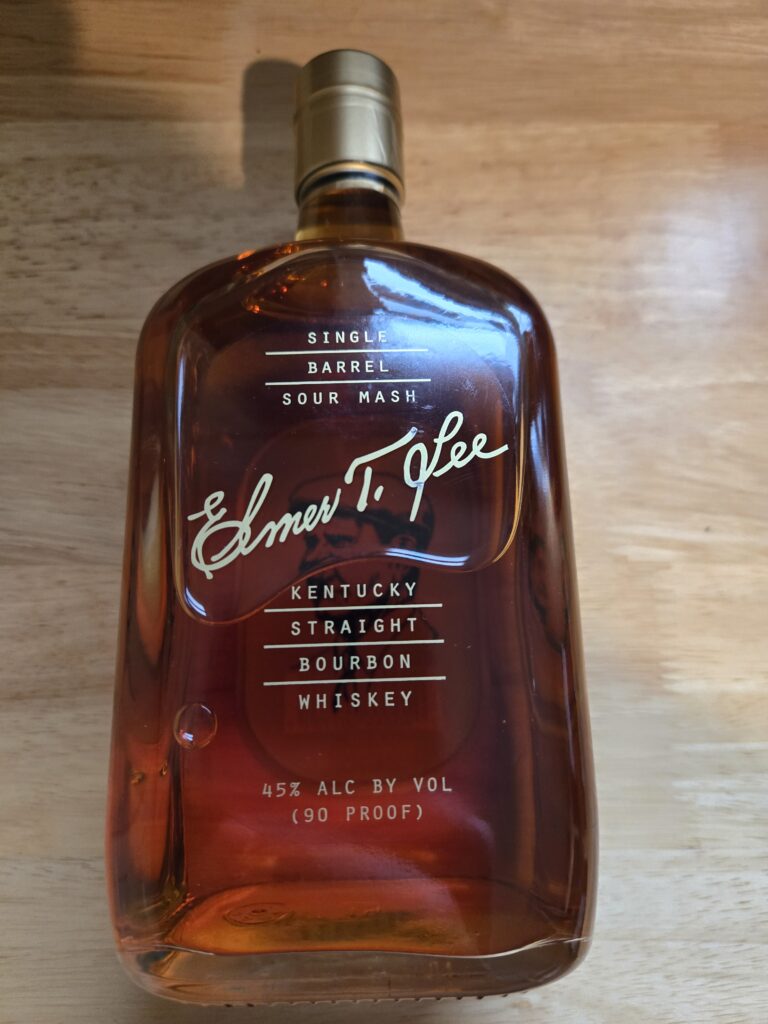 SINGLE
BARREL
SOUR MASH
Elmer T. Lee
KENTUCKY
STRAIGHT
BOURBON
WHISKEY
45% ALC BY VOL
(90 PROOF)